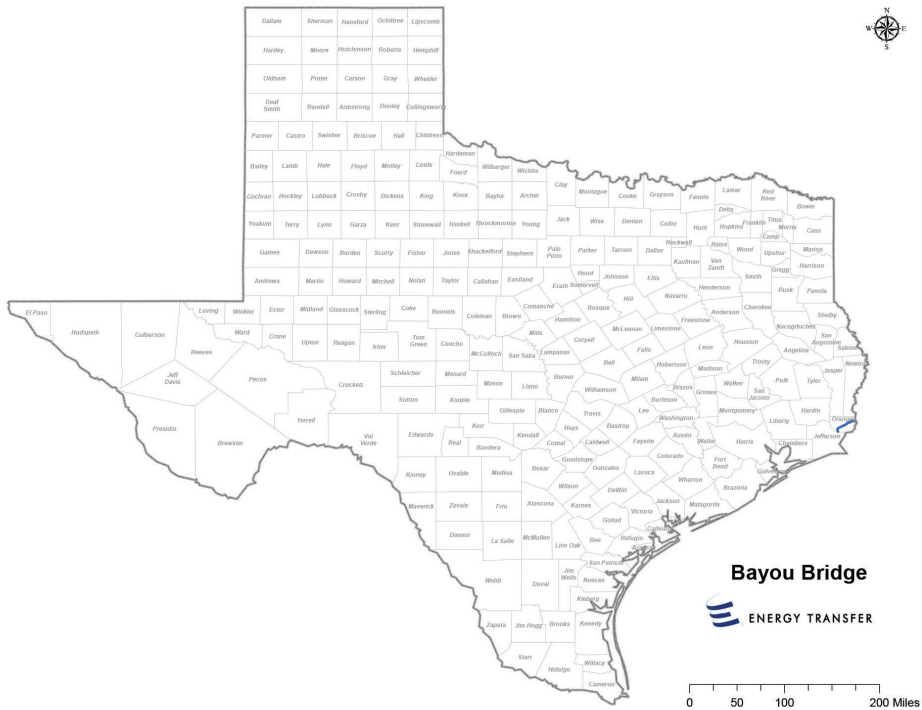 N
W E
S
Dallam Sherman Hansford Ochiltree Lipscomb
Hartley Moore Hutchinson Roberts Hemphill
Oldham Potter Carson Gray Wheeler
Deaf
Smith Randall Armstrong Donley Collingsworth
Parmer Castro Swisher Briscoe Hall Childress
Hardeman
Bailey Lamb Hale Floyd Motley Cottle Foard Wilbarger Wichita
Clay Montague Cooke Grayson Fannin Lamar Red
River Bowie
Cochran Hockley Lubbock Crosby Dickens King Knox Baylor Archer
Delta Titus
Yoakum Terry Lynn Garza Kent Stonewall Haskell Throckmorton Young Jack Wise Denton Collin Hunt Hopkins Franklin Morris Cass
Camp
Rockwall
Gaines Dawson Borden Scurry Fisher Jones Shackelford Stephens Palo
Pinto Parker Tarrant Dallas Kaufman Rains Wood Upshur Marion
Van
Zandt Gregg Harrison
Andrews Martin Howard Mitchell Nolan Taylor Callahan Eastland Erath Hood Somervell Johnson Ellis Henderson Smith Rusk Panola
El Paso Hudspeth Culberson Loving Winkler Ector Midland Glasscock Sterling Coke Runnels Coleman Brown Comanche Hamilton Bosque Hill Navarro Anderson Cherokee Shelby
Reeves Ward Crane Upton Reagan Irion Tom
Green Concho McCulloch San Saba Mills Lampasas Coryell McLennan Limestone Freestone Leon Houston Nacogdoches San
Augustine Sabine
Jeff
Davis Pecos Crockett Schleicher Menard Mason Llano Burnet Bell Falls Robertson Madison Trinity Angelina Jasper Newton
Presidio Brewster Terrell Sutton Kimble Gillespie Blanco Williamson Milam Brazos Grimes Walker San
Jacinto Polk Tyler
Val
Verde Edwards Real Kerr Kendall Hays Travis Lee Burleson Washington Montgomery Liberty Hardin Orange
Bandera Comal Caldwell Bastrop Fayette Austin Waller Harris Chambers Jefferson
Kinney Uvalde Medina Bexar Guadalupe Gonzales Lavaca Colorado Fort
Bend Galveston
Maverick Zavala Frio Atascosa Wilson Karnes DeWitt Wharton Brazoria
Jackson Matagorda
Dimmit La Salle McMullen Live Oak Bee Goliad Victoria Calhoun
Refugio Aransas
Webb Duval Jim
Wells San Patricio
Nueces
Kleberg
Zapata Jim Hogg Brooks Kenedy
Starr Hidalgo Willacy
Cameron
Bayou Bridge
ENERGY TRANSFER
0 50 100 200 Miles